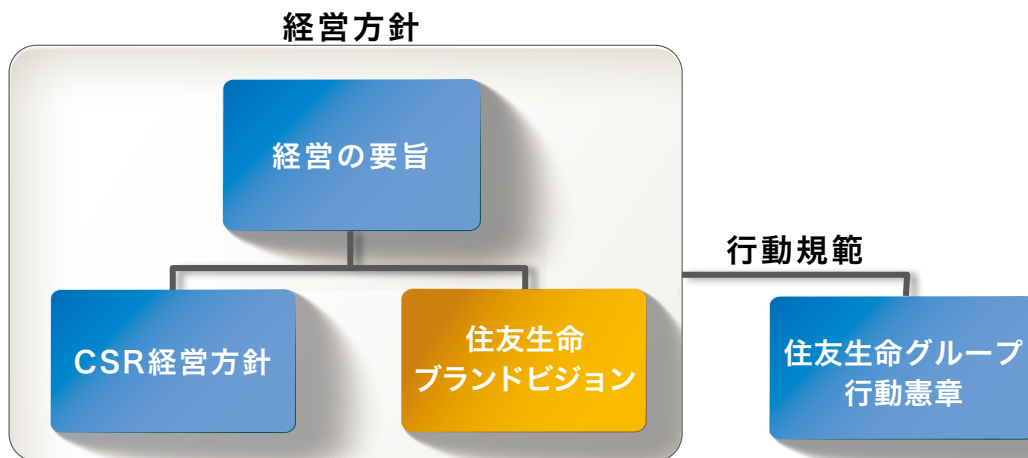 経営方針
経営の要旨
行動規範
CSR経営方針
住友生命
ブランドビジョン
住友生命グループ
行動憲章